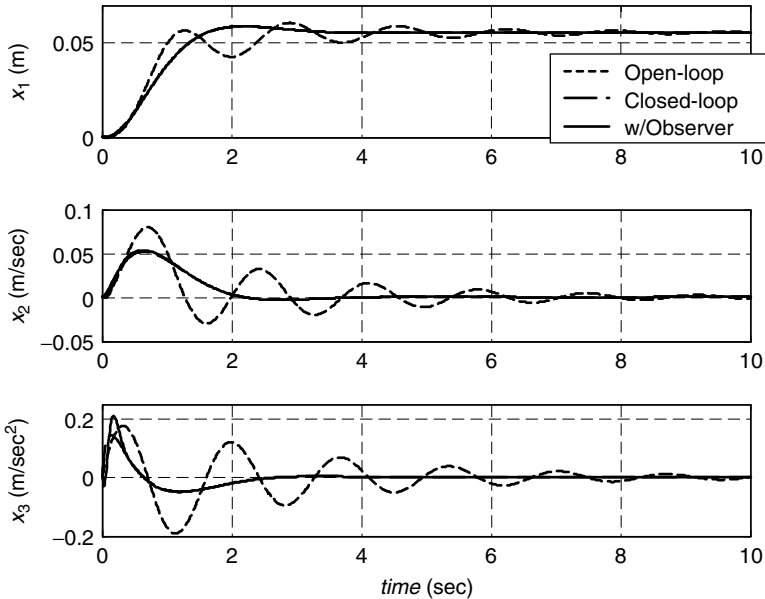 x1 (m)
0.05
0
0 2 4 6 8 10
Open-loop
Closed-loop
w/Observer
x2 (m/sec)
0.1
0.05
0
−0.05
0 2 4 6 8 10
x3 (m/sec2)
0.2
0
−0.2
0 2 4 6 8 10
time (sec)